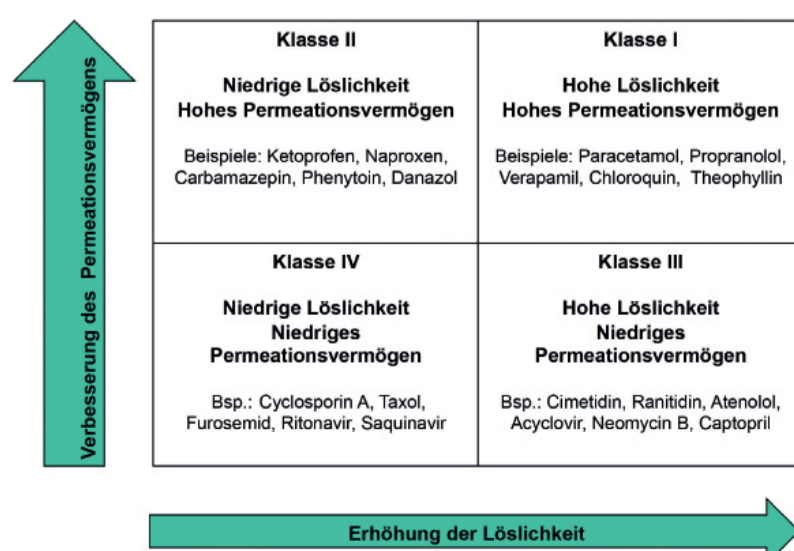 Verbesserung des Permeationsvermögens
Klasse II
Niedrige Löslichkeit
Hohes Permeationsvermögen
Beispiele: Ketoprofen, Naproxen,
Carbamazepin, Phenytoin, Danazol
Klasse I
Hohe Löslichkeit
Hohes Permeationsvermögen
Beispiele: Paracetamol, Propranolol,
Verapamil, Chloroquin, Theophyllin
Klasse IV
Niedrige Löslichkeit
Niedriges
Permeationsvermögen
Bsp.: Cyclosporin A, Taxol,
Furosemid, Ritonavir, Saquinavir
Klasse III
Hohe Löslichkeit
Niedriges
Permeationsvermögen
Bsp.: Cimetidin, Ranitidin, Atenolol,
Acyclovir, Neomycin B, Captopril
Erhöhung der Löslichkeit